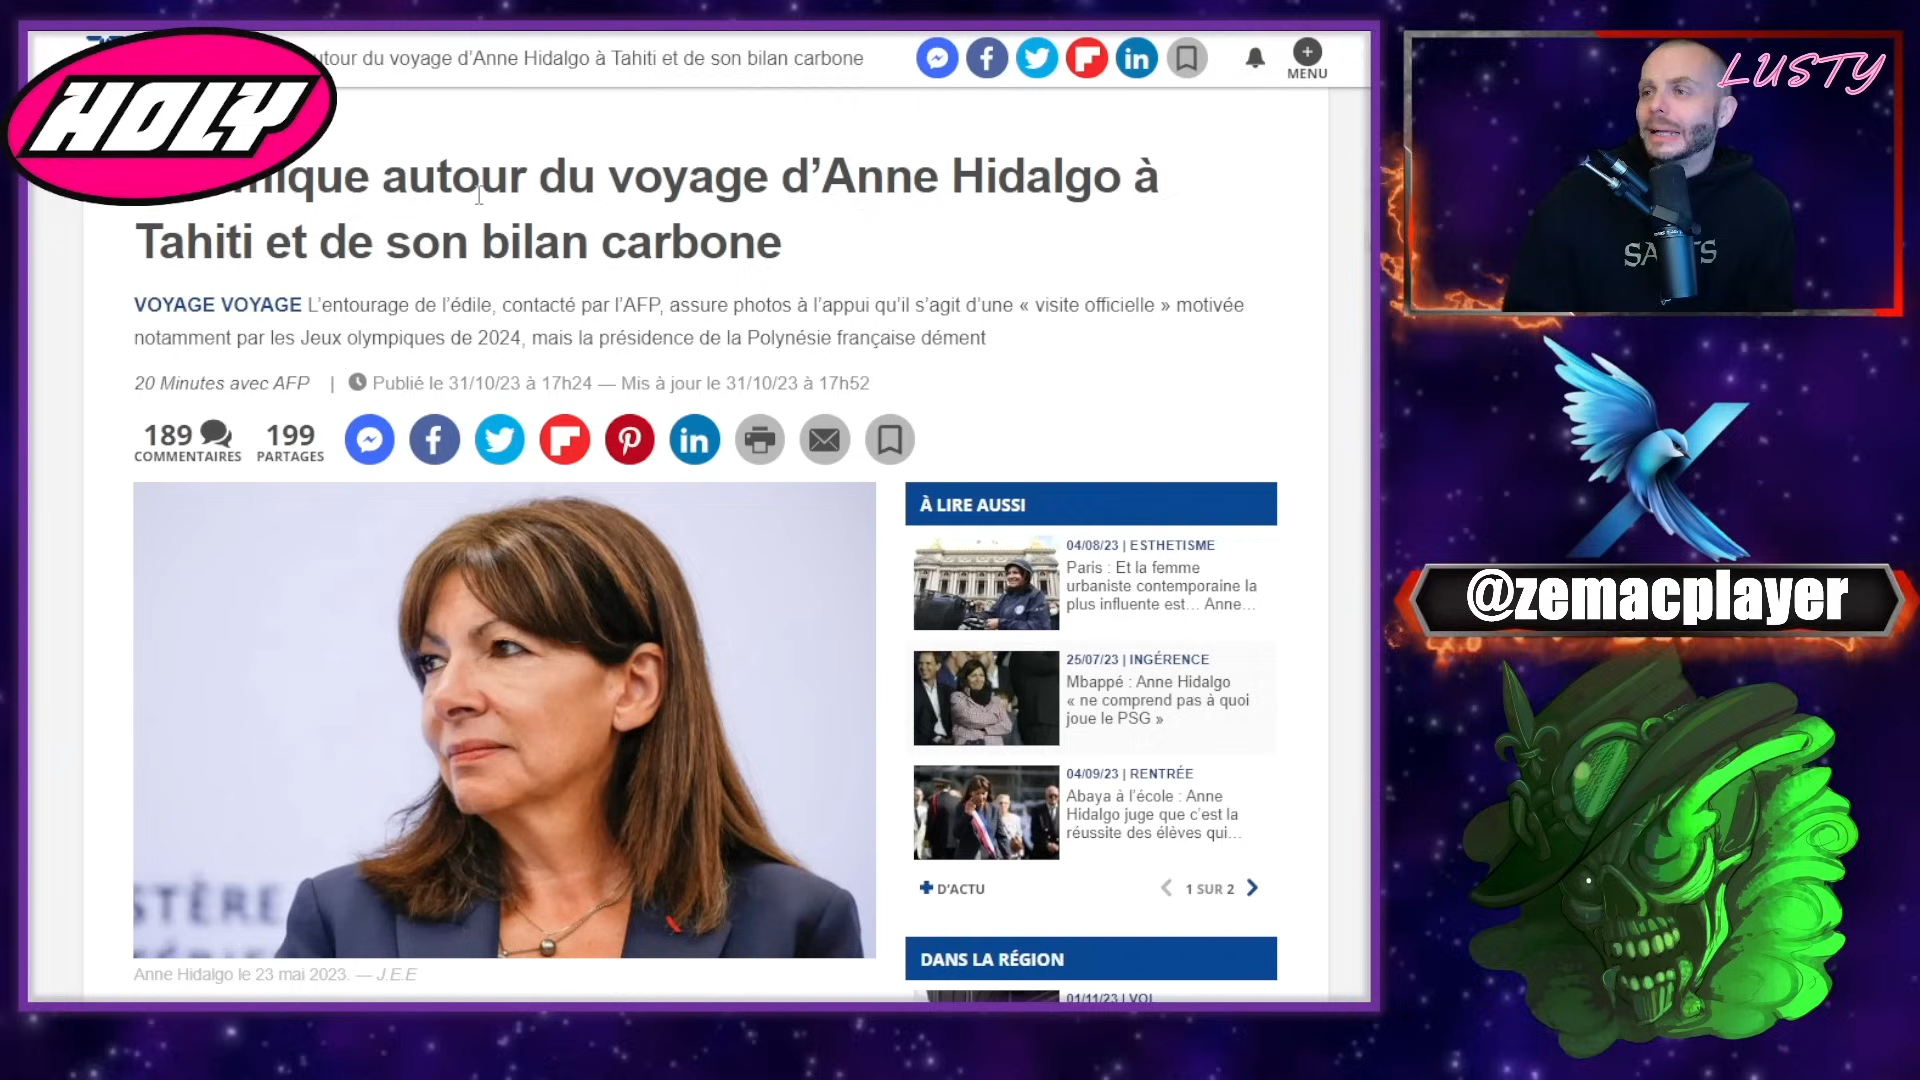 utour du voyage d'Anne Hidalgo à Tahiti et de son bilan carbone
MENU
HOLY
LUSTY
mique autour du voyage d'Anne Hidalgo à
Tahiti et de son bilan carbone
VOYAGE VOYAGE L'entourage de l'édile, contacté par l'AFP, assure photos à l'appui qu'il s'agit d'une « visite officielle » motivée
notamment par les Jeux olympiques de 2024, mais la présidence de la Polynésie française dément
20 Minutes avec AFP | Publié le 31/10/23 à 17h24 — Mis à jour le 31/10/23 à 17h52
189 199
COMMENTAIRES PARTAGES
À LIRE AUSSI
04/08/23 | ESTHETISME
Paris : Et la femme
urbaniste contemporaine la
plus influente est... Anne...
25/07/23 | INGÉRENCE
Mbappé : Anne Hidalgo
« ne comprend pas à quoi
joue le PSG »
04/09/23 | RENTRÉE
Abaya à l'école : Anne
Hidalgo juge que c'est la
réussite des élèves qui...
D'ACTU
1 SUR 2
DANS LA RÉGION
01/11/23 | VOL
STÈRE
Anne Hidalgo le 23 mai 2023. — J.E.E
@zemacplayer